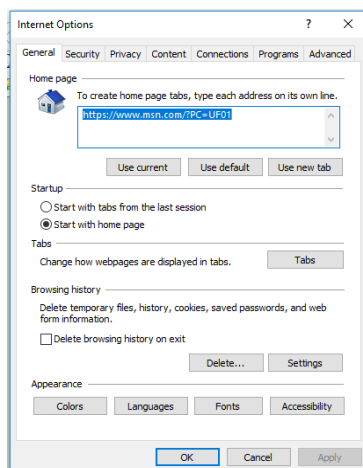 Internet Options ? X
General Security Privacy Content Connections Programs Advanced
Home page
To create home page tabs, type each address on its own line.
https://www.msn.com/?PC=UF01
Use current Use default Use new tab
Startup
Start with tabs from the last session
Start with home page
Tabs
Change how webpages are displayed in tabs. Tabs
Browsing history
Delete temporary files, history, cookies, saved passwords, and web
form information.
Delete browsing history on exit
Delete... Settings
Appearance
Colors Languages Fonts Accessibility
OK Cancel Apply